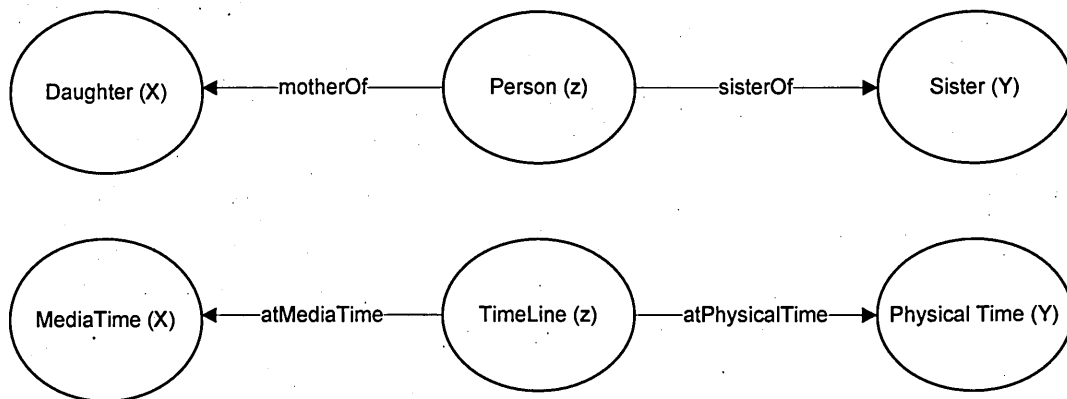 Daughter (X)
motherOf
Person (z)
sisterOf
Sister (Y)
MediaTime (X)
atMediaTime
TimeLine (z)
atPhysicalTime
Physical Time (Y)